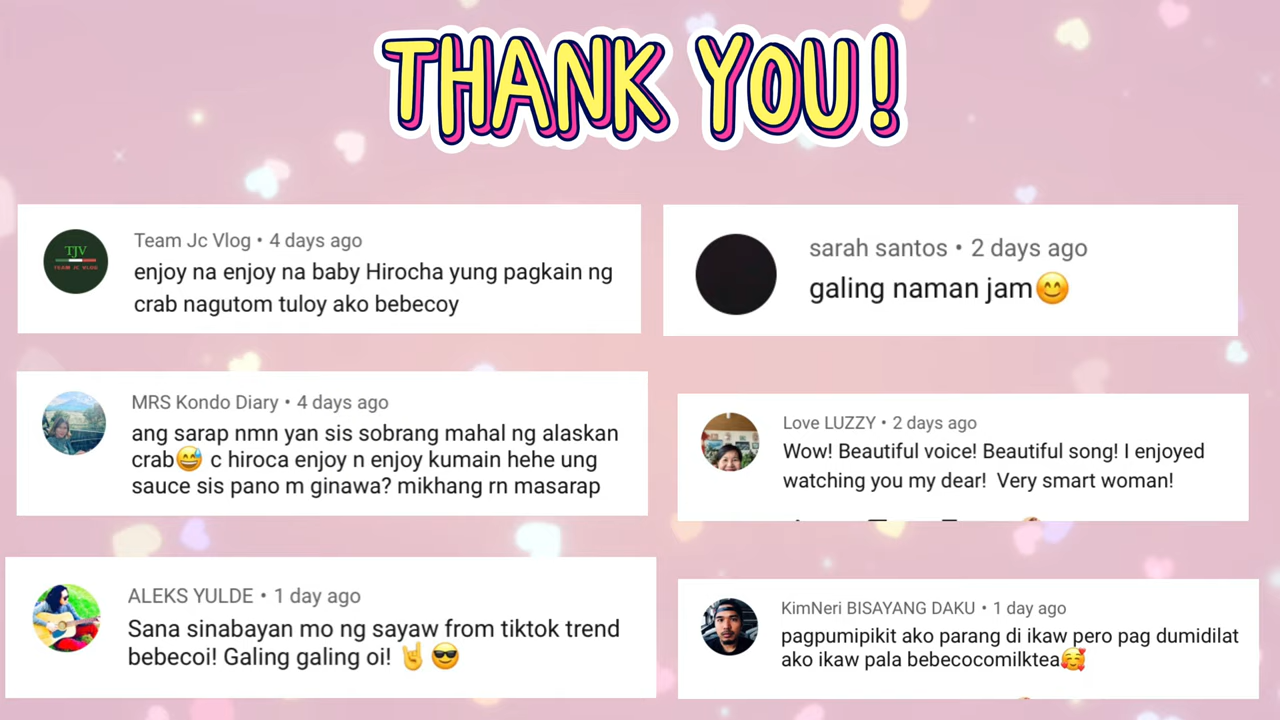 THANK YOU!
TJV
TEAM JC VLOG
Team Jc Vlog • 4 days ago
enjoy na enjoy na baby Hirocha yung pagkain ng
crab nagutom tuloy ako bebecoy
sarah santos • 2 days ago
galing naman jam😊
MRS Kondo Diary • 4 days ago
ang sarap nmn yan sis sobrang mahal ng alaskan
crab😅 c hiroca enjoy n enjoy kumain hehe ung
sauce sis pano m ginawa? mikhang rn masarap
Love LUZZY • 2 days ago
Wow! Beautiful voice! Beautiful song! I enjoyed
watching you my dear!  Very smart woman!
ALEKS YULDE • 1 day ago
Sana sinabayan mo ng sayaw from tiktok trend
bebecoi! Galing galing oi! 🤘😎
KimNeri BISAYANG DAKU • 1 day ago
pagpumipikit ako parang di ikaw pero pag dumidilat
ako ikaw pala bebecocomilktea🥰